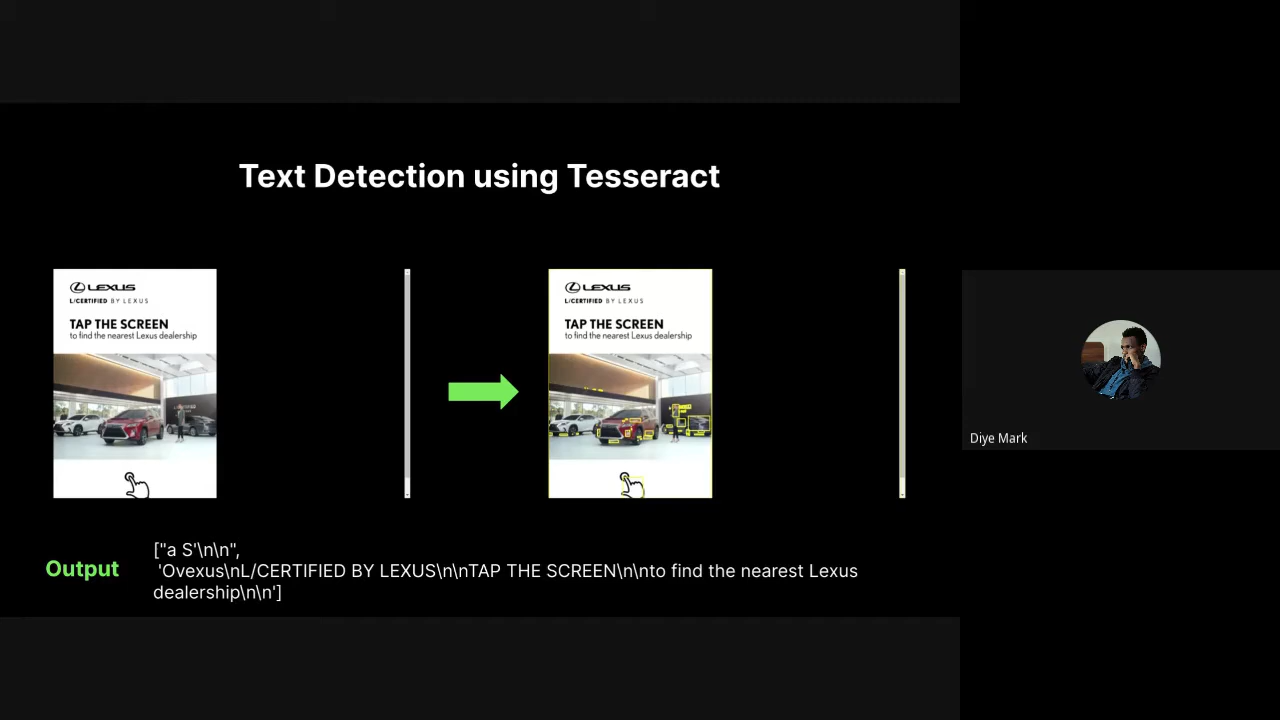 Text Detection using Tesseract
LEXUS
L/CERTIFIED BY LEXUS
TAP THE SCREEN
to find the nearest Lexus dealership
LEXUS
L/CERTIFIED BY LEXUS
TAP THE SCREEN
to find the nearest Lexus dealership
Diye Mark
Output
["a S'\n\n",
'Ovexus\nL/CERTIFIED BY LEXUS\n\nTAP THE SCREEN\n\nto find the nearest Lexus
dealership\n\n']